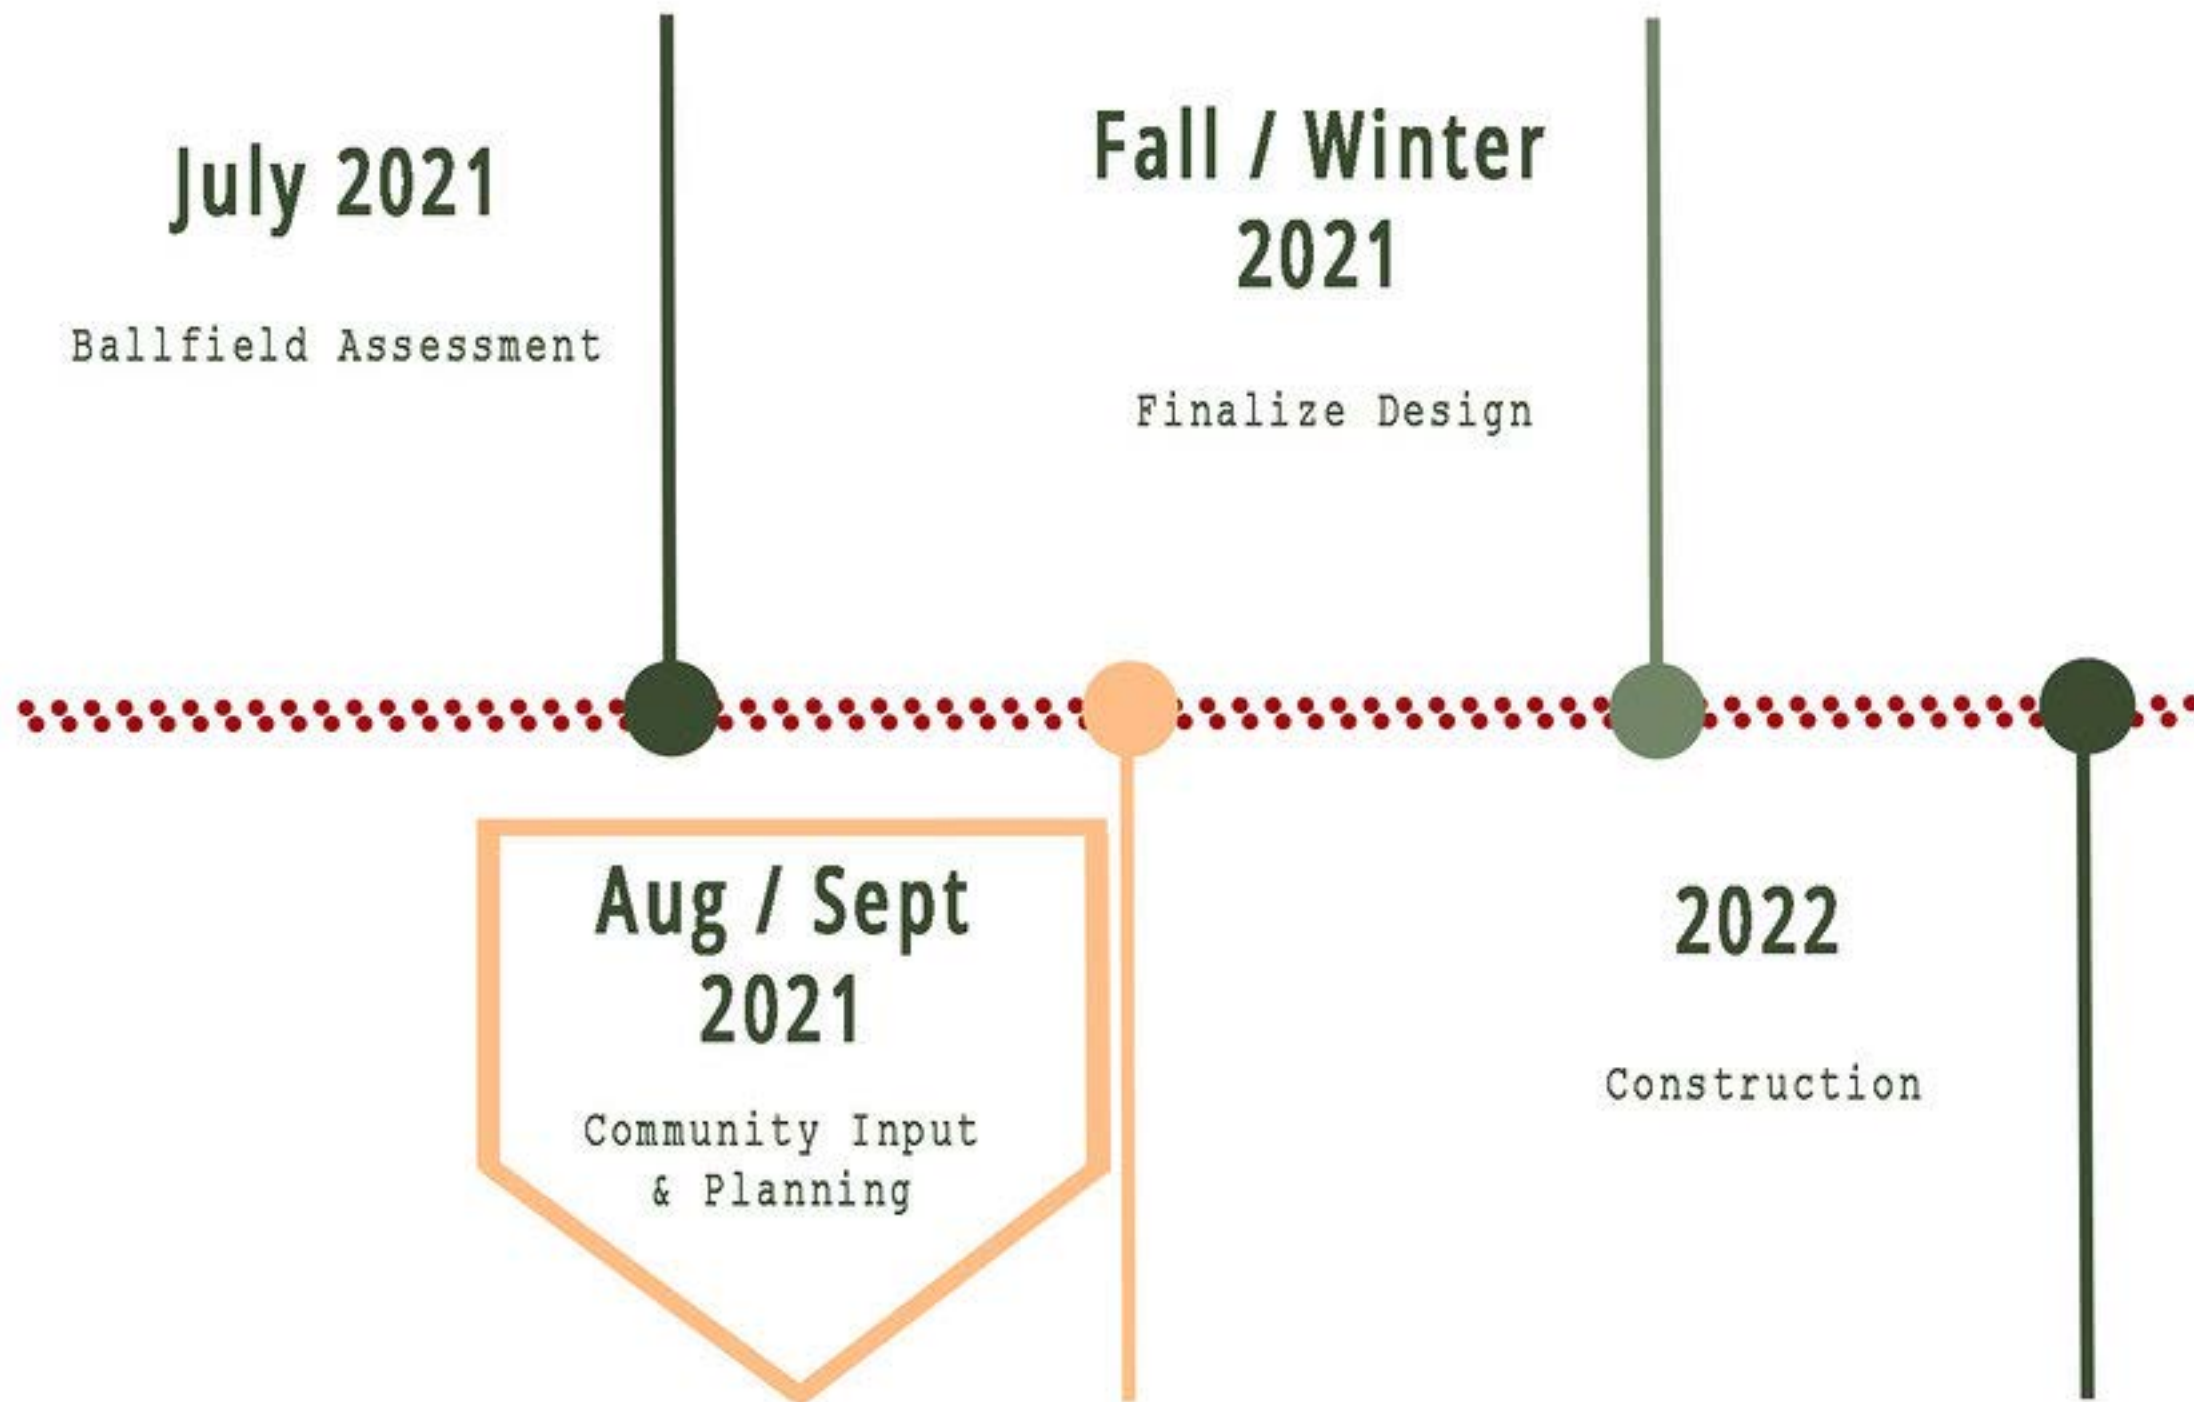 July 2021
Ballfield Assessment
Aug / Sept
2021
Community Input
& Planning
Fall / Winter
2021
Finalize Design
2022
Construction